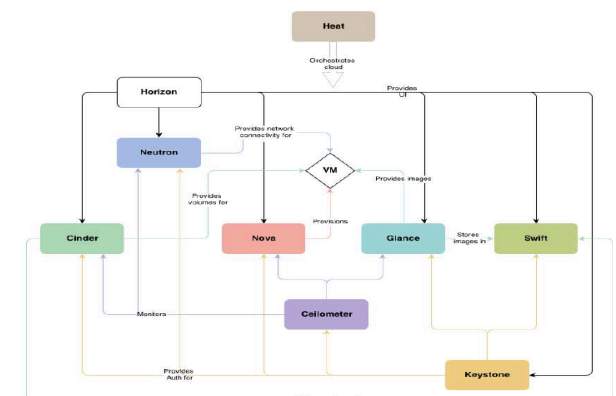 Heat
Orchestrates
cloud
Horizon
Provides
UI
Provides network
connectivity for
Neutron
VM
Provides images
Provides
volumes for
Provisions
Cinder
Nova
Glance
Stores
images in
Swift
Ceilometer
Monitors
Provides
Auth for
Keystone